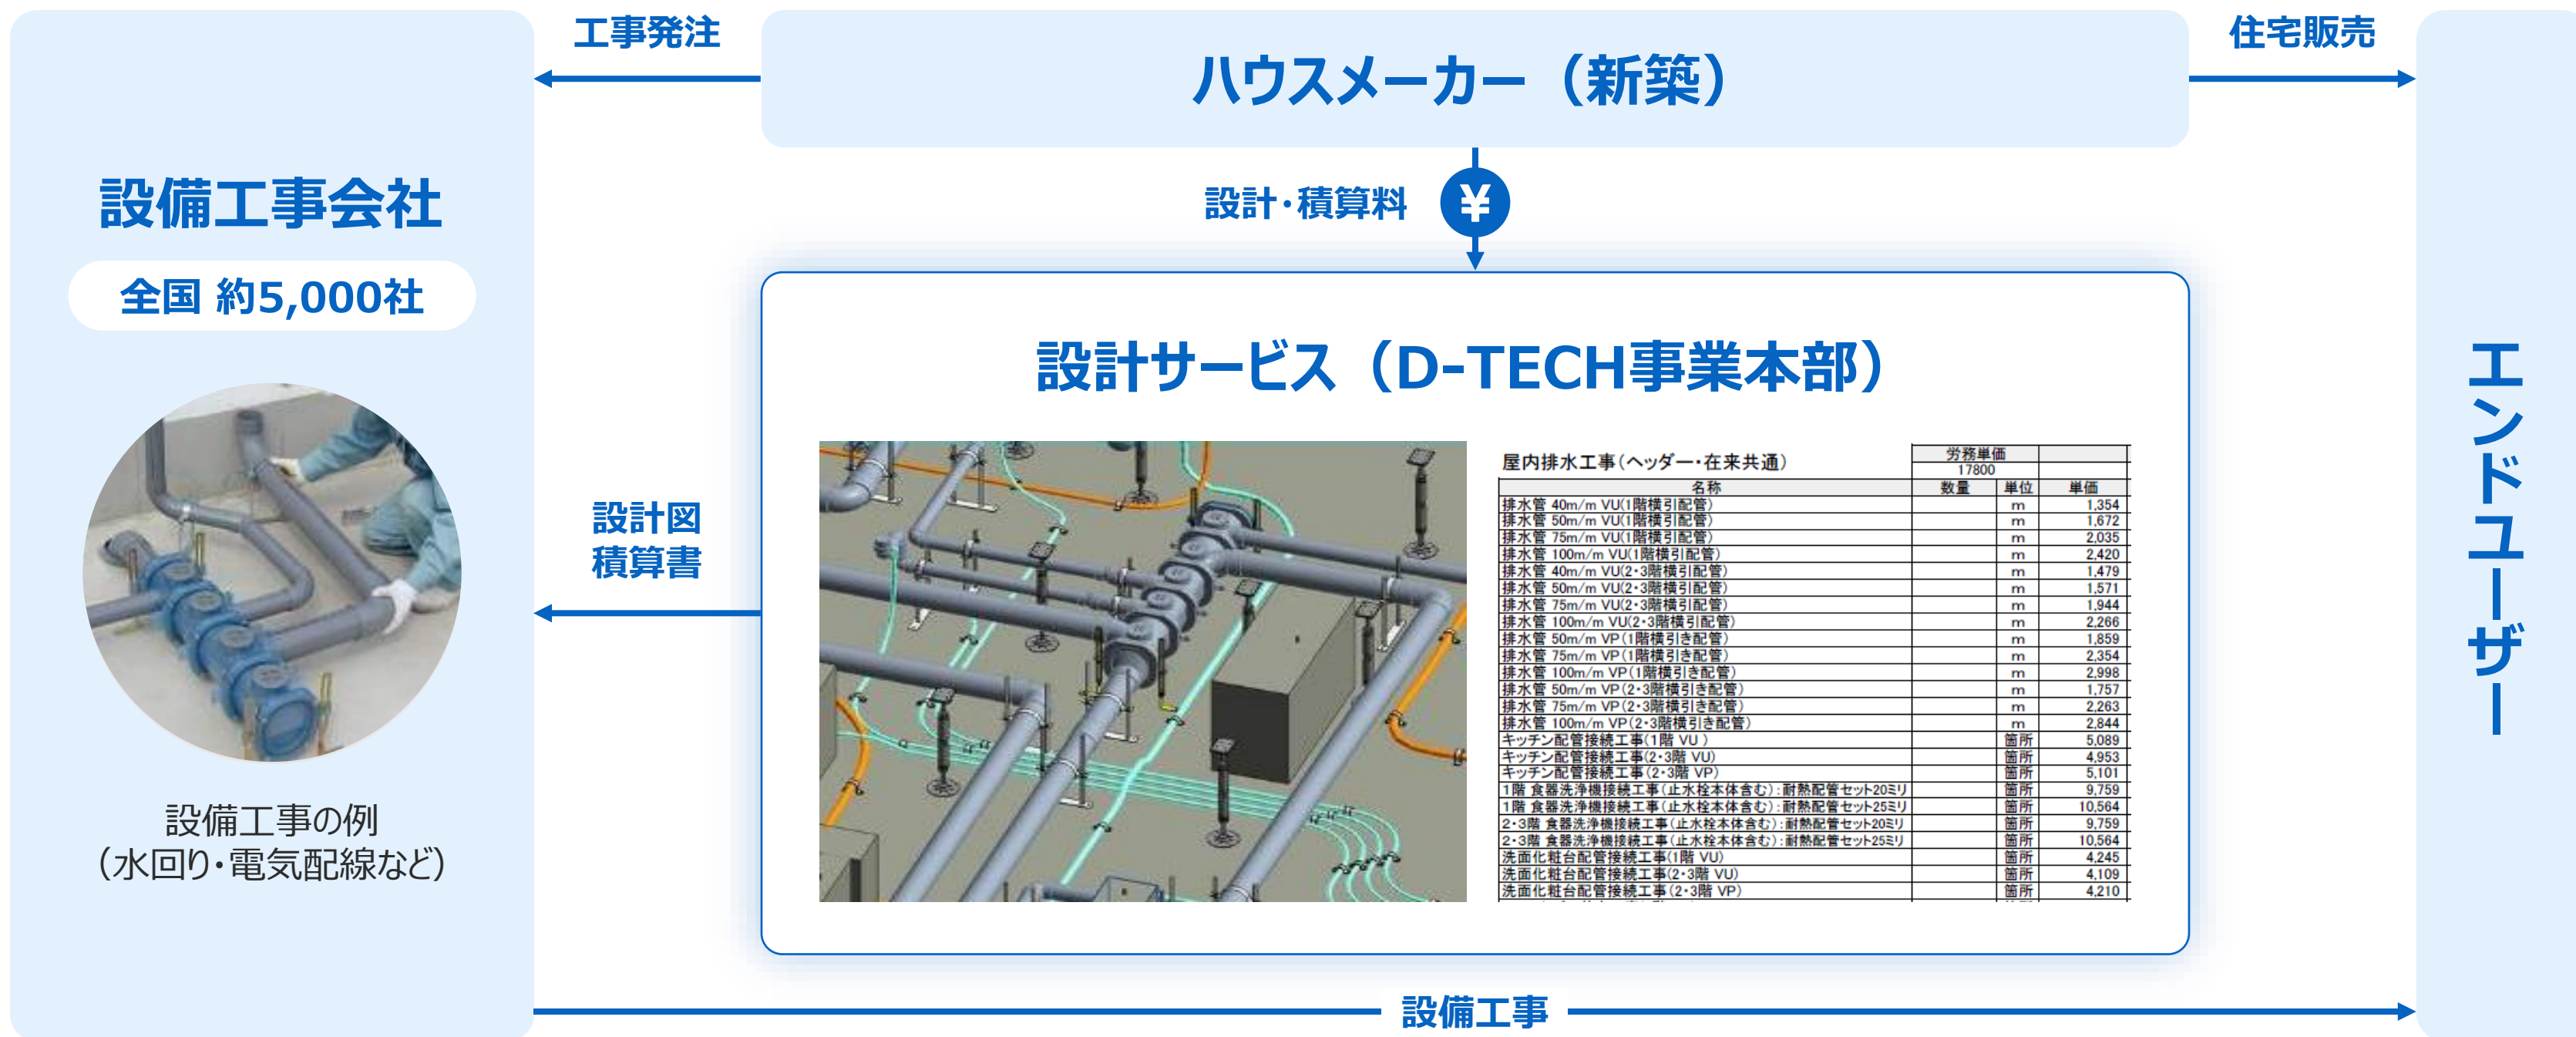 工事発注
ハウスメーカー（新築）
住宅販売
設備工事会社
全国 約5,000社
設備工事の例
（水回り・電気配線など）
設計・積算料
¥
設計サービス（D-TECH事業本部）
設計図
積算書
屋内排水工事（ヘッダー・在来共通）
労務単価
17800
名称 数量 単位 単価
排水管 40m/m VU(1階横引配管) m 1,354
排水管 50m/m VU(1階横引配管) m 1,672
排水管 75m/m VU(1階横引配管) m 2,035
排水管 100m/m VU(1階横引配管) m 2,420
排水管 40m/m VU(2・3階横引配管) m 1,479
排水管 50m/m VU(2・3階横引配管) m 1,571
排水管 75m/m VU(2・3階横引配管) m 1,944
排水管 100m/m VU(2・3階横引配管) m 2,266
排水管 50m/m VP(1階横引き配管) m 1,859
排水管 75m/m VP(1階横引き配管) m 2,354
排水管 100m/m VP(1階横引き配管) m 2,998
排水管 50m/m VP(2・3階横引き配管) m 1,757
排水管 75m/m VP(2・3階横引き配管) m 2,263
排水管 100m/m VP(2・3階横引き配管) m 2,844
キッチン配管接続工事(1階 VU ) 箇所 5,089
キッチン配管接続工事(2・3階 VU) 箇所 4,953
キッチン配管接続工事(2・3階 VP) 箇所 5,101
1階 食器洗浄機接続工事(止水栓本体含む):耐熱配管セット20ミリ 箇所 9,759
1階 食器洗浄機接続工事(止水栓本体含む):耐熱配管セット25ミリ 箇所 10,564
2・3階 食器洗浄機接続工事(止水栓本体含む):耐熱配管セット20ミリ 箇所 9,759
2・3階 食器洗浄機接続工事(止水栓本体含む):耐熱配管セット25ミリ 箇所 10,564
洗面化粧台配管接続工事(1階 VU) 箇所 4,245
洗面化粧台配管接続工事(2・3階 VU) 箇所 4,109
洗面化粧台配管接続工事(2・3階 VP) 箇所 4,210
エンドユーザー
設備工事